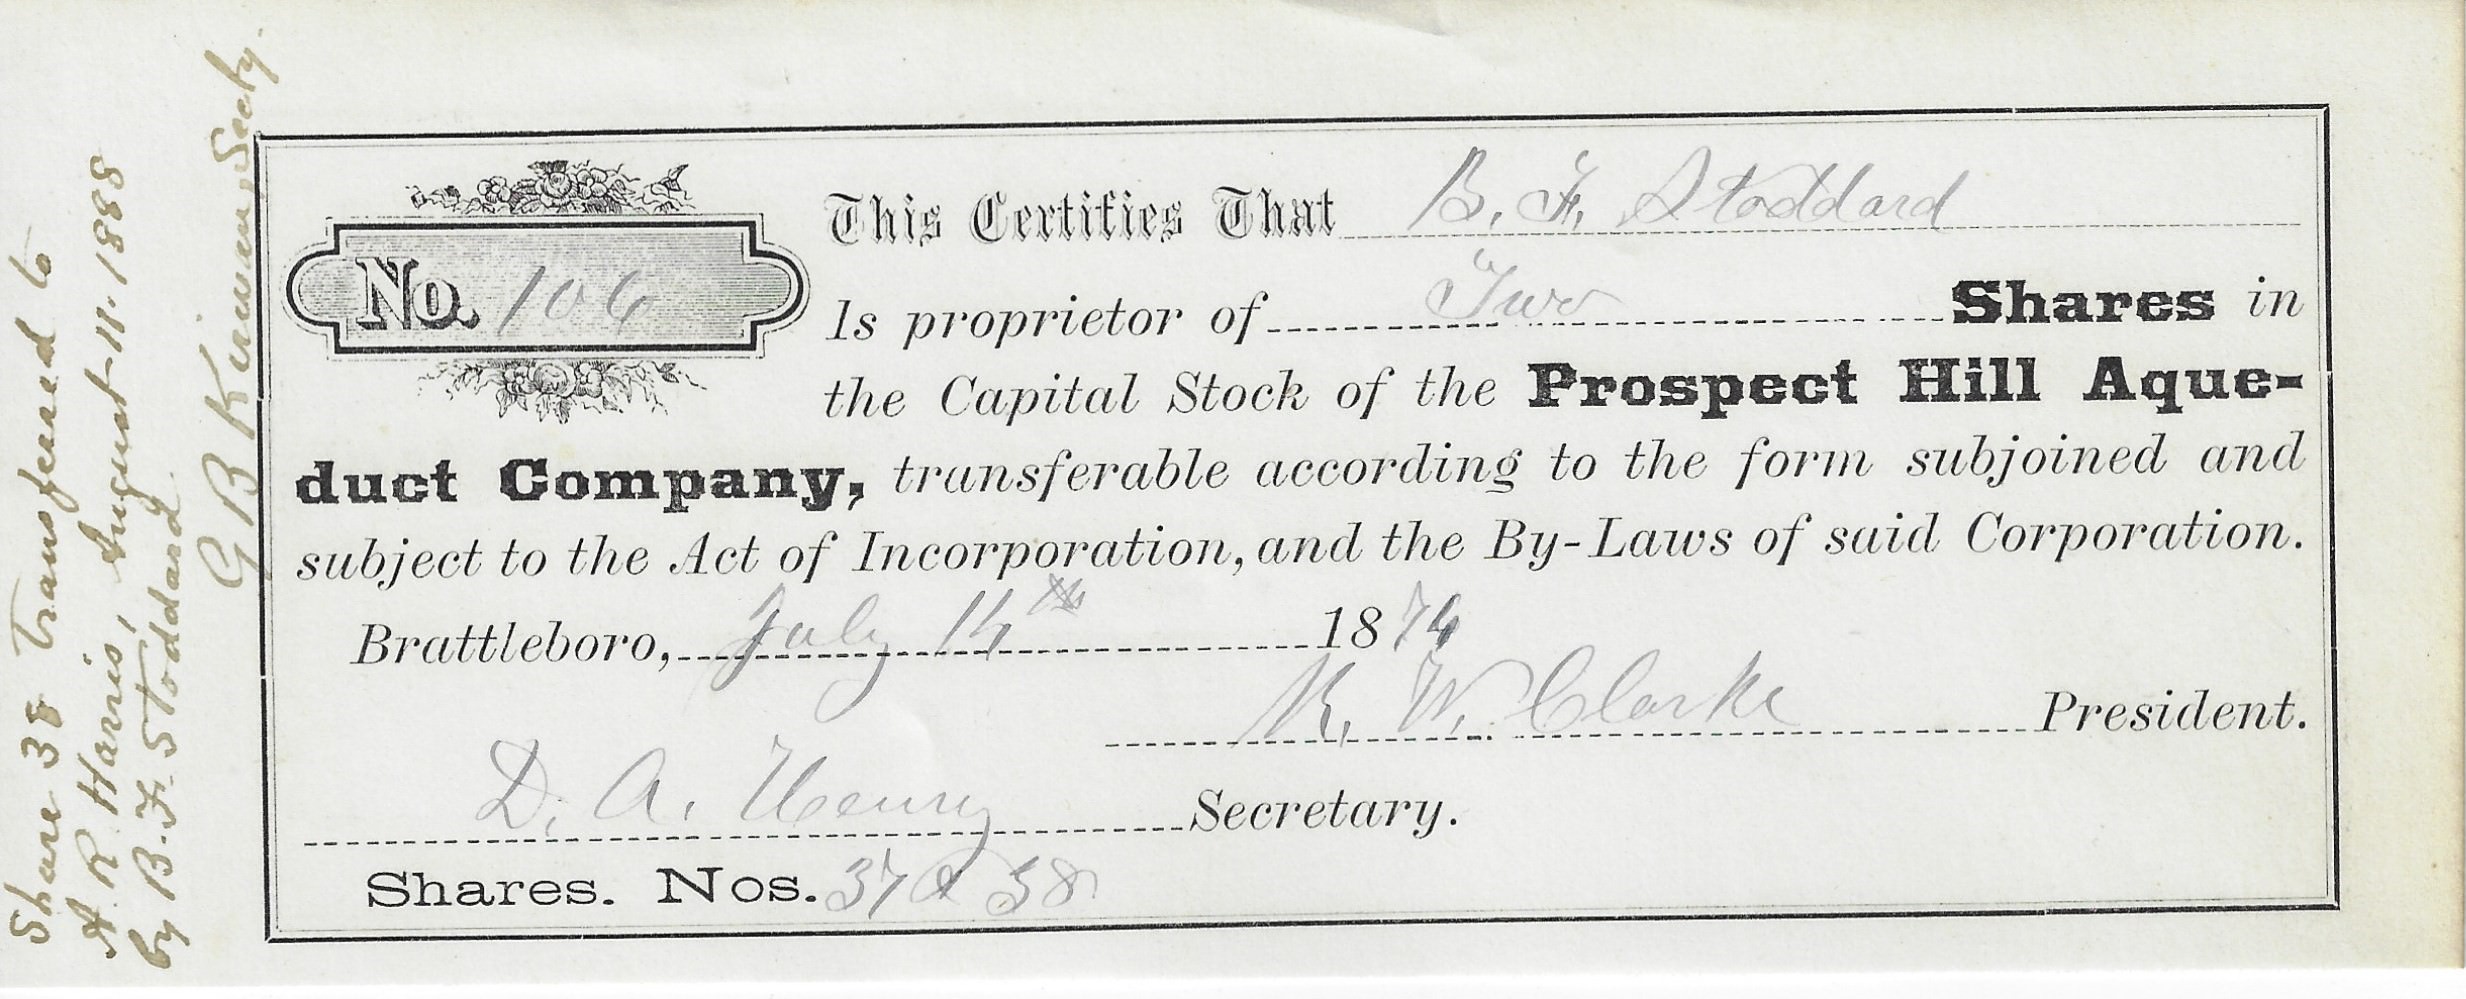 Share 38 Transfered to
A R Harris, August 11. 1888
by B. F. Stoddard
G B Kirwan, Secty.
No. 106
This Certifies That B. F. Stoddard
Is proprietor of Two Shares in
the Capital Stock of the Prospect Hill Aque-
duct Company, transferable according to the form subjoined and
subject to the Act of Incorporation, and the By-Laws of said Corporation.
Brattleboro, July 14th 1874
R. W. Clarke President.
D. A. Henry Secretary.
Shares. Nos. 37 & 38